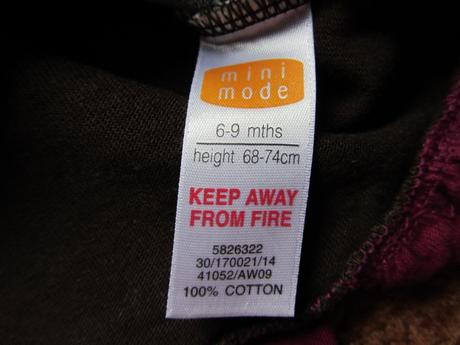 mini
mode
6-9 mths
height 68-74cm
KEEP AWAY
FROM FIRE
5826322
30/170021/14
41052/AW09
100% COTTON